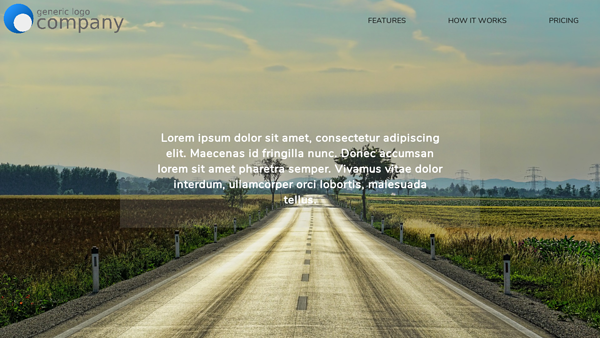 generic logo
company
FEATURES HOW IT WORKS PRICING
Lorem ipsum dolor sit amet, consectetur adipiscing
elit. Maecenas id fringilla nunc. Donec accumsan
lorem sit amet pharetra semper. Vivamus vitae dolor
interdum, ullamcorper orci lobortis, malesuada
tellus.